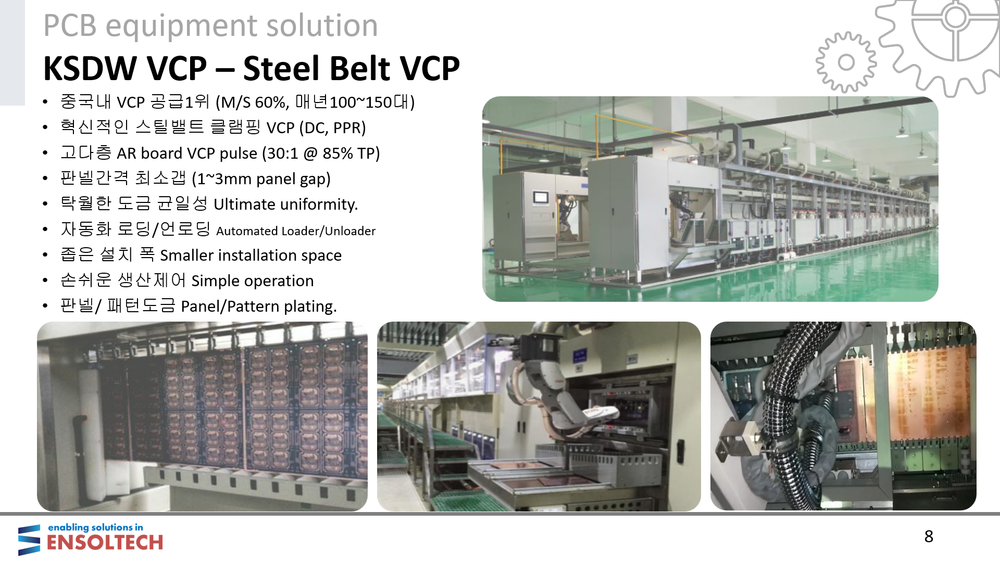 PCB equipment solution
KSDW VCP – Steel Belt VCP
• 중국내 VCP 공급1위 (M/S 60%, 매년100~150대)
• 혁신적인 스틸밸트 클램핑 VCP (DC, PPR)
• 고다층 AR board VCP pulse (30:1 @ 85% TP)
• 판넬간격 최소갭 (1~3mm panel gap)
• 탁월한 도금 균일성 Ultimate uniformity.
• 자동화 로딩/언로딩 Automated Loader/Unloader
• 좁은 설치 폭 Smaller installation space
• 손쉬운 생산제어 Simple operation
• 판넬/ 패턴도금 Panel/Pattern plating.
enabling solutions in
ENSOLTECH
8